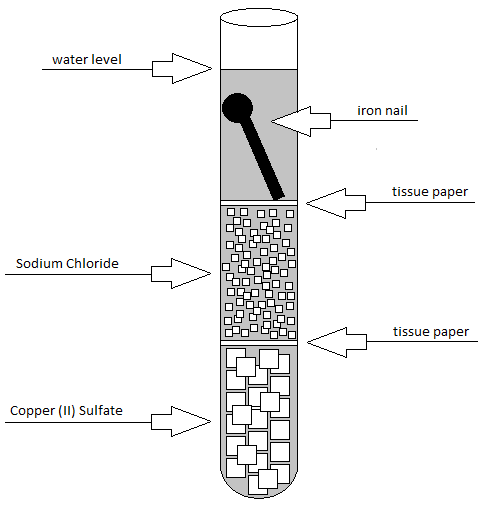 water level
iron nail
tissue paper
Sodium Chloride
tissue paper
Copper (II) Sulfate